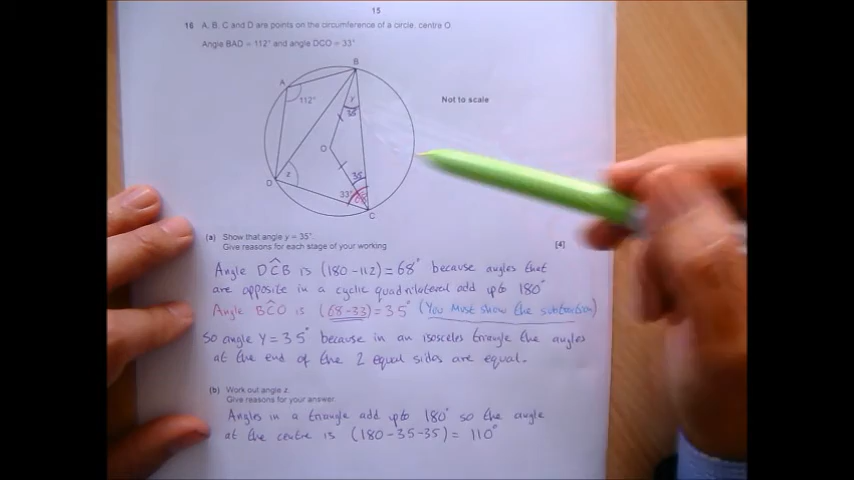 15
16 A, B, C and D are points on the circumference of a circle, centre O.
Angle BAD = 112° and angle DCO = 33°
B
A
112°
y
35
Not to scale
O
35
z
D
33°
68
C
(a) Show that angle y = 35°
Give reasons for each stage of your working
[4]
Angle DĈB is (180-112)=68° because angles that
are opposite in a cyclic quadrilateral add upto 180°
Angle BĈO is (68-33)=35° (You Must show the subtraction)
So angle Y=35° because in an isosceles triangle the angles
at the end of the 2 equal sides are equal.
(b) Work out angle z.
Give reasons for your answer.
Angles in a triangle add upto 180° so the angle
at the centre is (180-35-35)= 110°